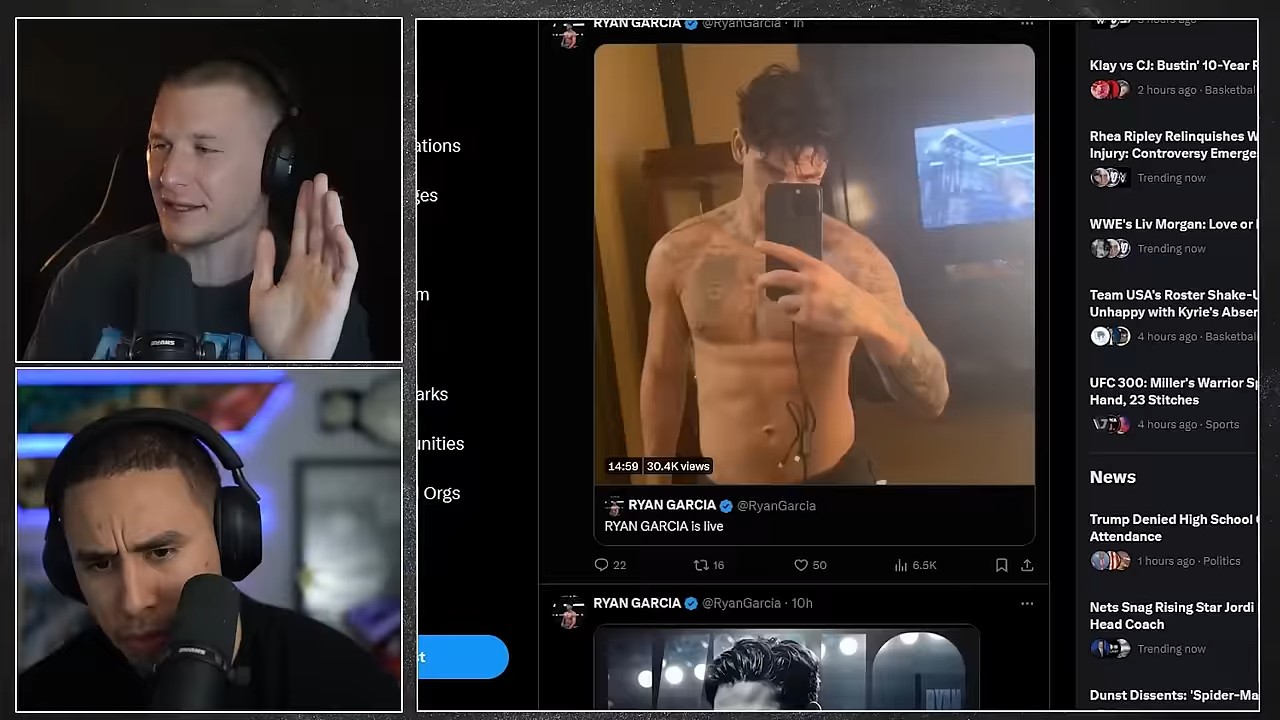 RYAN GARCIA @RyanGarcia · 1h
ations
ges
m
arks
unities
Orgs
t
14:59 30.4K views
RYAN GARCIA @RyanGarcia
RYAN GARCIA is live
22 16 50 6.5K
RYAN GARCIA @RyanGarcia · 10h
RYAN
hours ago
Klay vs CJ: Bustin' 10-Year
2 hours ago · Basketbal
Rhea Ripley Relinquishes W
Injury: Controversy Emerge
Trending now
WWE's Liv Morgan: Love or
Trending now
Team USA's Roster Shake-U
Unhappy with Kyrie's Absen
4 hours ago · Basketbal
UFC 300: Miller's Warrior Sp
Hand, 23 Stitches
4 hours ago · Sports
News
Trump Denied High School
Attendance
1 hours ago · Politics
Nets Snag Rising Star Jordi
Head Coach
Trending now
Dunst Dissents: 'Spider-Ma